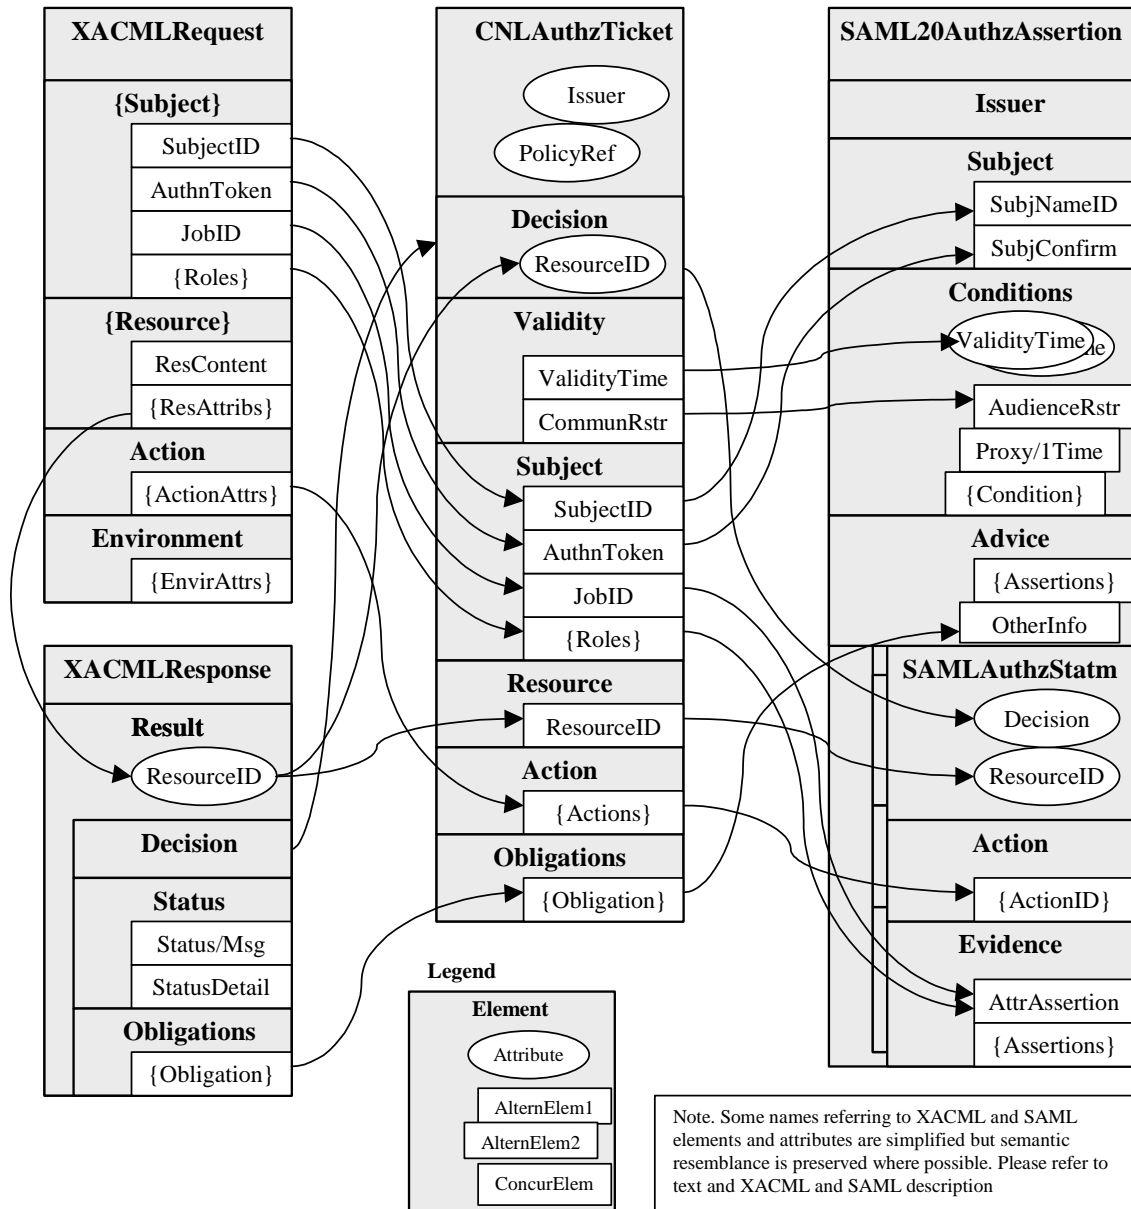 XACMLRequest
{Subject}
SubjectID
AuthnToken
JobID
{Roles}
{Resource}
ResContent
{ResAttribs}
Action
{ActionAttrs}
Environment
{EnvirAttrs}
XACMLResponse
Result
ResourceID
Decision
Status
Status/Msg
StatusDetail
Obligations
{Obligation}
CNLAuthzTicket
Issuer
PolicyRef
Decision
ResourceID
Validity
ValidityTime
CommunRstr
Subject
SubjectID
AuthnToken
JobID
{Roles}
Resource
ResourceID
Action
{Actions}
Obligations
{Obligation}
SAML20AuthzAssertion
Issuer
Subject
SubjNameID
SubjConfirm
Conditions
ValidityTime
AudienceRstr
Proxy/1Time
{Condition}
Advice
{Assertions}
OtherInfo
SAMLAuthzStatm
Decision
ResourceID
Action
{ActionID}
Evidence
AttrAssertion
{Assertions}
Legend
Element
Attribute
AlternElem1
AlternElem2
ConcurElem
Note. Some names referring to XACML and SAML
elements and attributes are simplified but semantic
resemblance is preserved where possible. Please refer to
text and XACML and SAML description